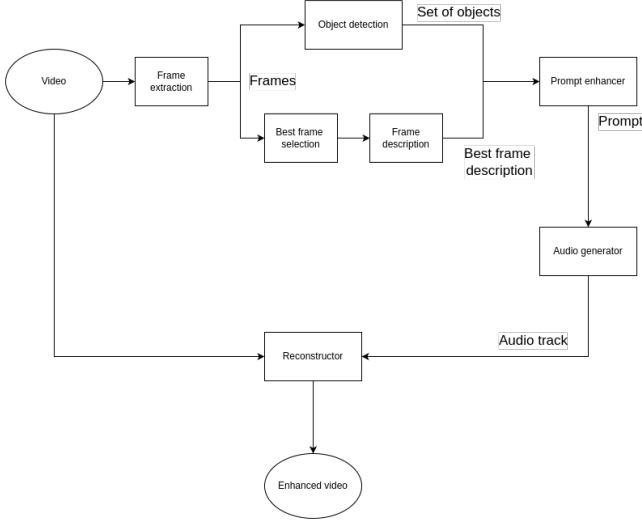 Object detection
Set of objects
Video
Frame
extraction
Frames
Prompt enhancer
Best frame
selection
Frame
description
Best frame
description
Prompt
Audio generator
Audio track
Reconstructor
Enhanced video